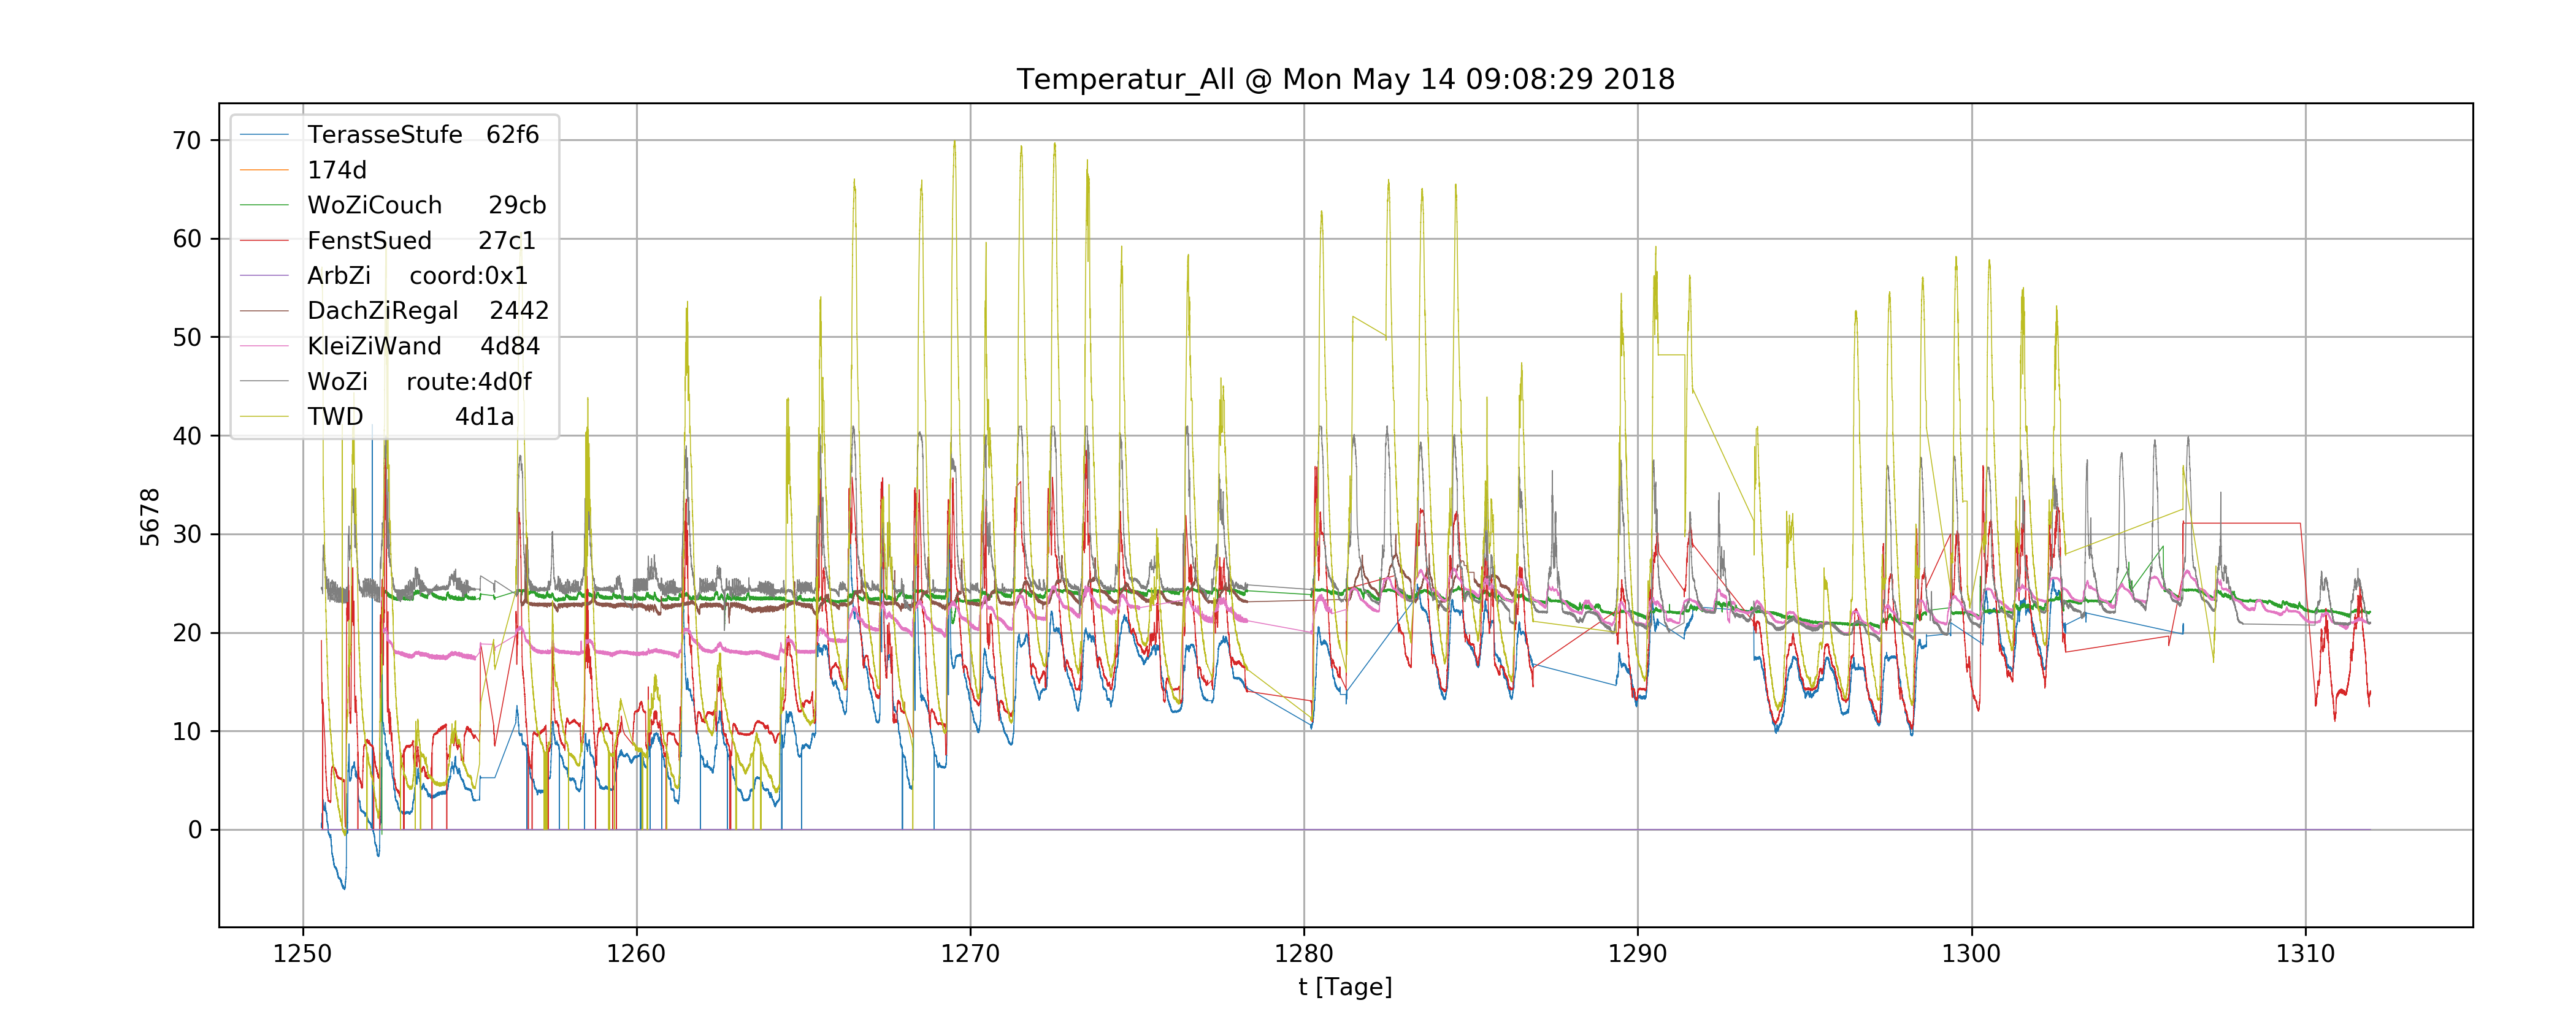 Temperatur_All @ Mon May 14 09:08:29 2018
TerasseStufe 62f6
174d
WoZiCouch 29cb
FenstSued 27c1
ArbZi coord:0x1
DachZiRegal 2442
KleiZiWand 4d84
WoZi route:4d0f
TWD 4d1a
70
60
50
40
30
20
10
0
5678
1250 1260 1270 1280 1290 1300 1310
t [Tage]